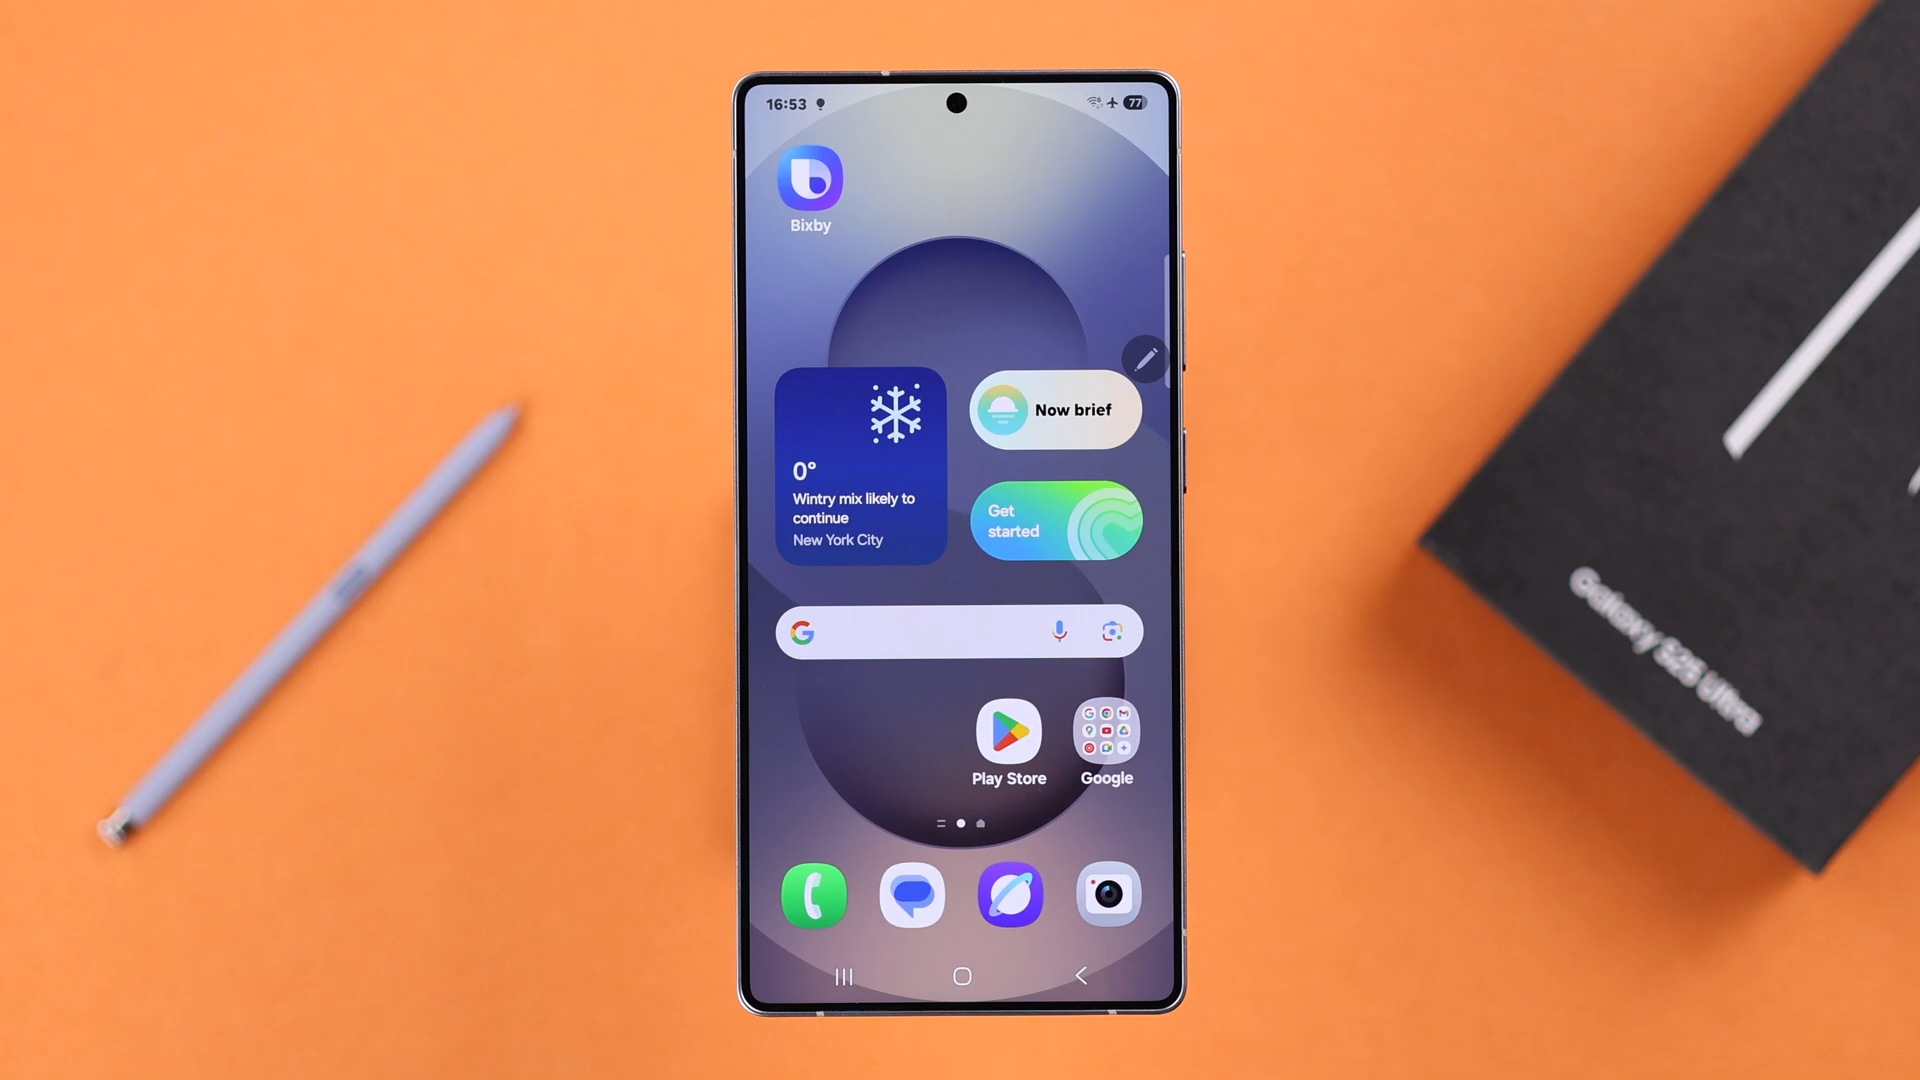 16:53
77
Bixby
Now brief
0°
Wintry mix likely to
continue
New York City
Get
started
Play Store
Google
Galaxy S25 Ultra